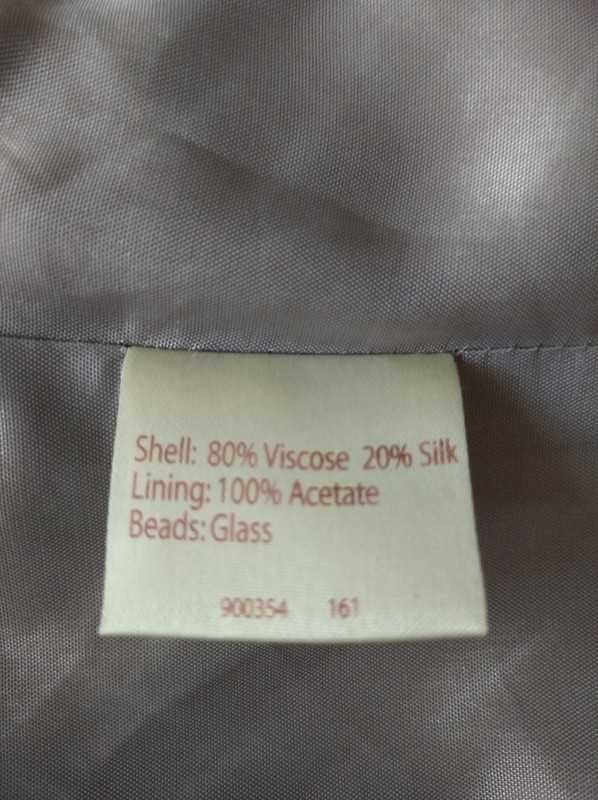 Shell: 80% Viscose 20% Silk
Lining: 100% Acetate
Beads: Glass
900354 161